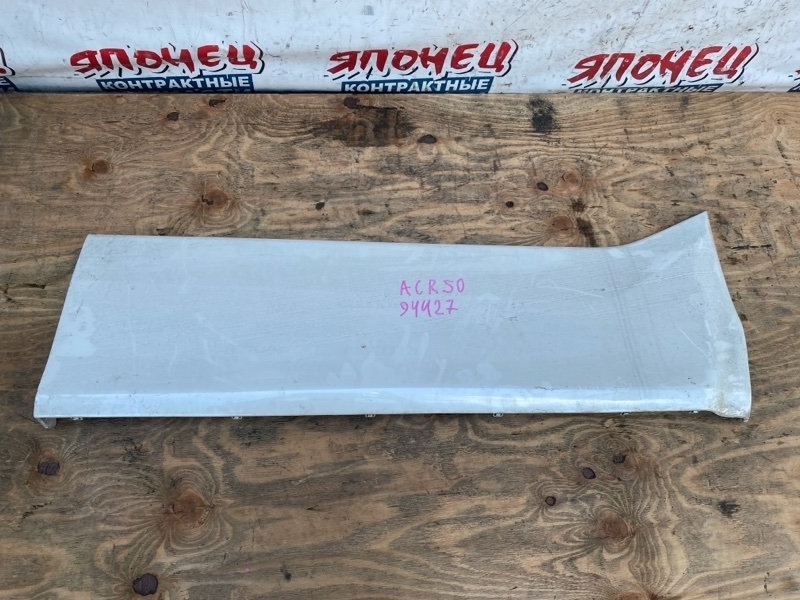 ЯПОНЕЦ ЯПОНЕЦ ЯПОНЕЦ
КОНТРАКТНЫЕ КОНТРАКТНЫЕ КОНТРАКТНЫЕ
ACR50
94427